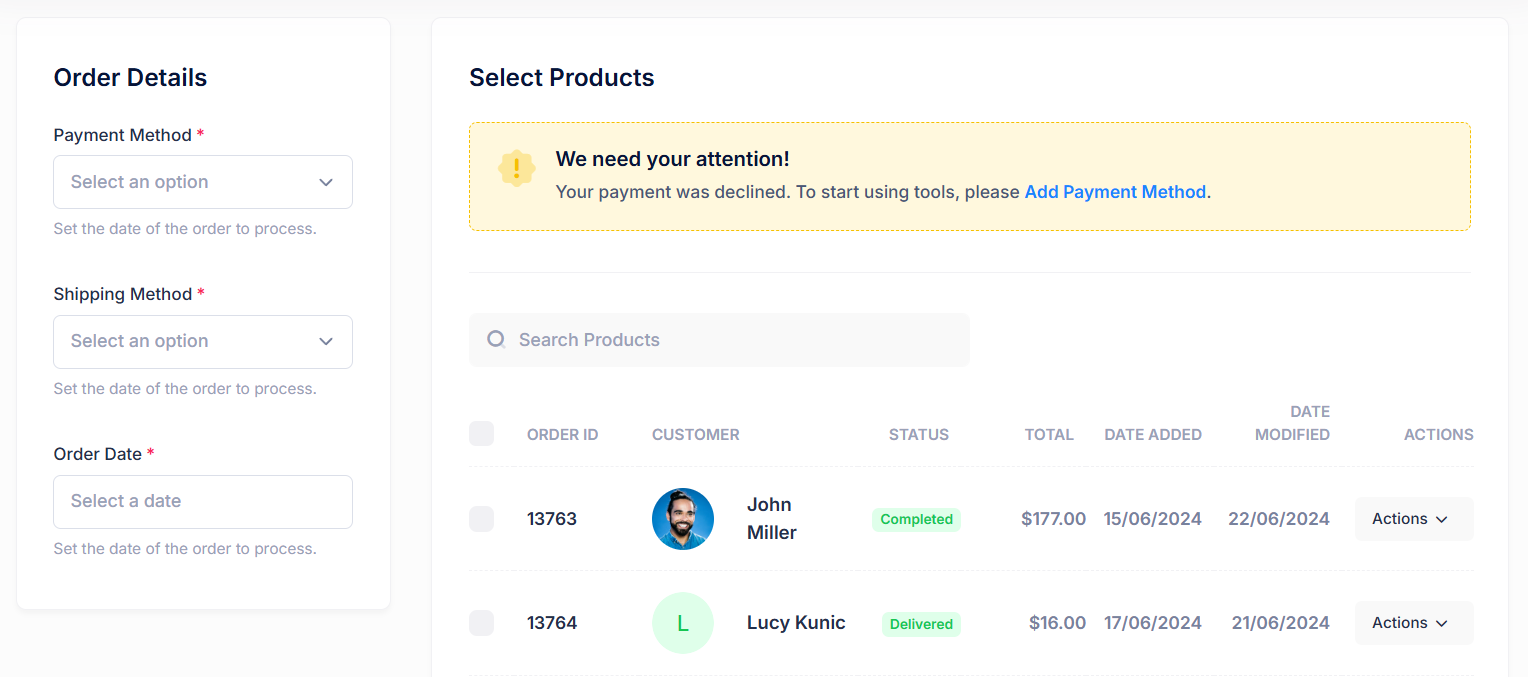 Order Details
Payment Method *
Select an option
Set the date of the order to process.
Shipping Method *
Select an option
Set the date of the order to process.
Order Date *
Select a date
Set the date of the order to process.
Select Products
We need your attention!
Your payment was declined. To start using tools, please Add Payment Method.
Search Products
ORDER ID CUSTOMER STATUS TOTAL DATE ADDED DATE MODIFIED ACTIONS
13763 John Miller Completed $177.00 15/06/2024 22/06/2024 Actions
L
13764 Lucy Kunic Delivered $16.00 17/06/2024 21/06/2024 Actions